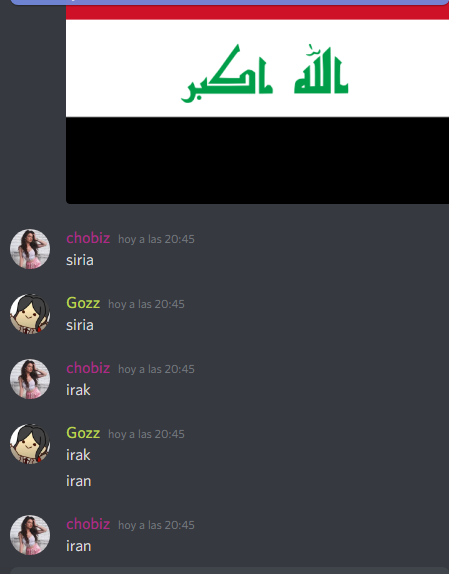 الله اكبر
chobiz hoy a las 20:45
siria
Gozz hoy a las 20:45
siria
chobiz hoy a las 20:45
irak
Gozz hoy a las 20:45
irak
iran
chobiz hoy a las 20:45
iran